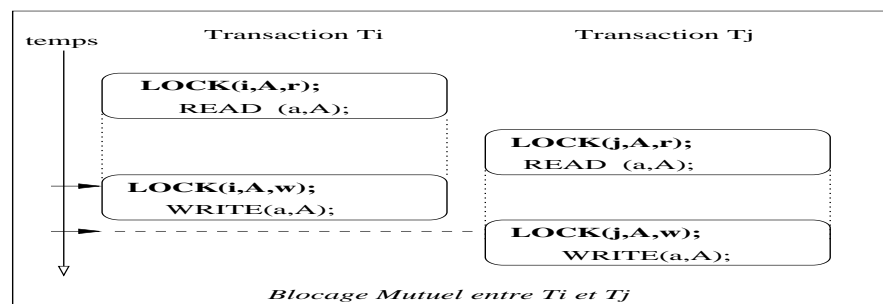 temps
Transaction Ti
Transaction Tj
LOCK(i,A,r);
READ (a,A);
LOCK(j,A,r);
READ (a,A);
LOCK(i,A,w);
WRITE(a,A);
LOCK(j,A,w);
WRITE(a,A);
Blocage Mutuel entre Ti et Tj